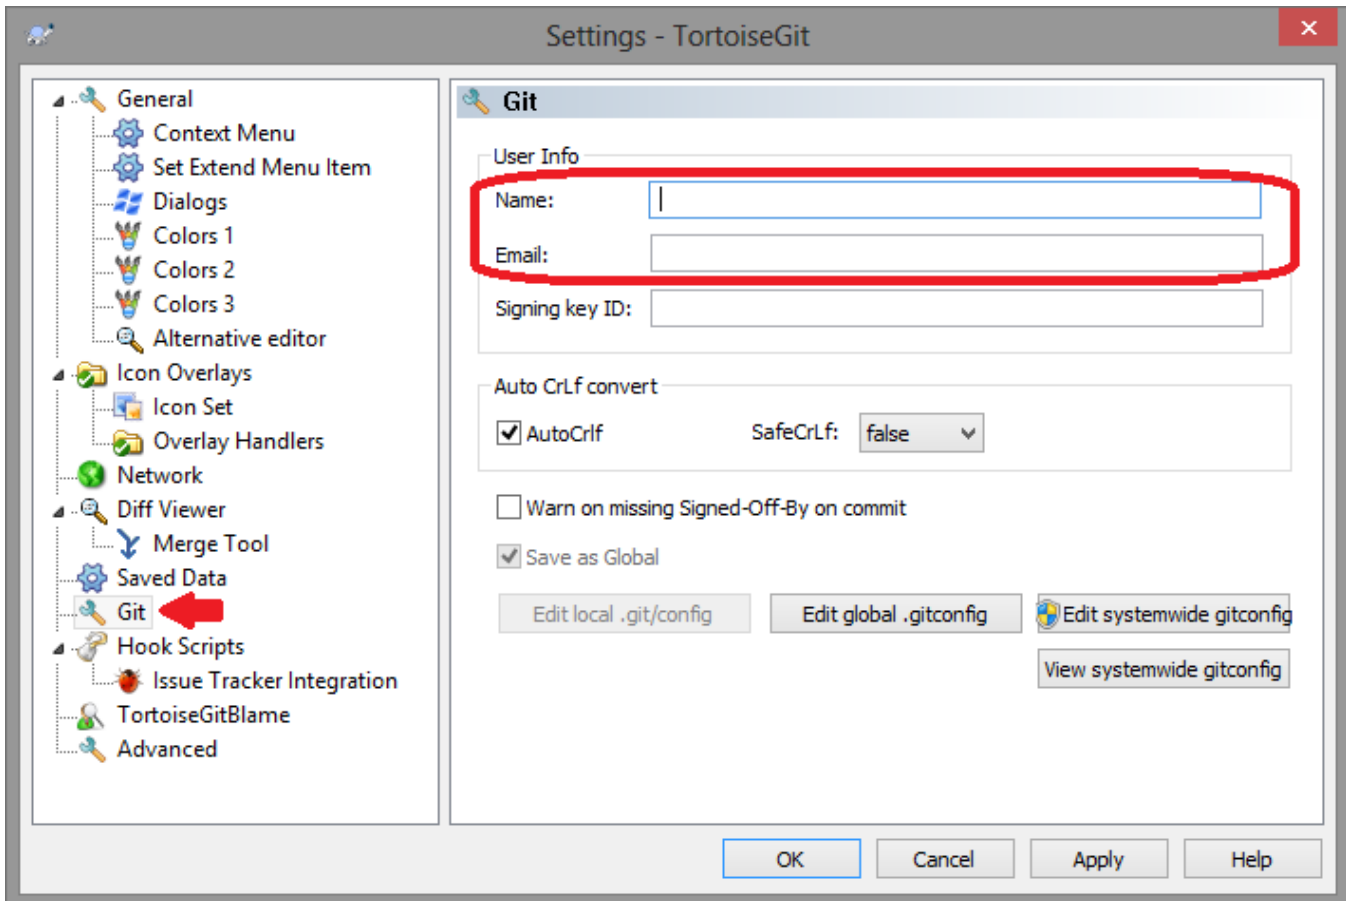 Settings - TortoiseGit
General
Context Menu
Set Extend Menu Item
Dialogs
Colors 1
Colors 2
Colors 3
Alternative editor
Icon Overlays
Icon Set
Overlay Handlers
Network
Diff Viewer
Merge Tool
Saved Data
Git
Hook Scripts
Issue Tracker Integration
TortoiseGitBlame
Advanced
Git
User Info
Name:
Email:
Signing key ID:
Auto CrLf convert
AutoCrlf SafeCrLf: false
Warn on missing Signed-Off-By on commit
Save as Global
Edit local .git/config Edit global .gitconfig Edit systemwide gitconfig
View systemwide gitconfig
OK Cancel Apply Help